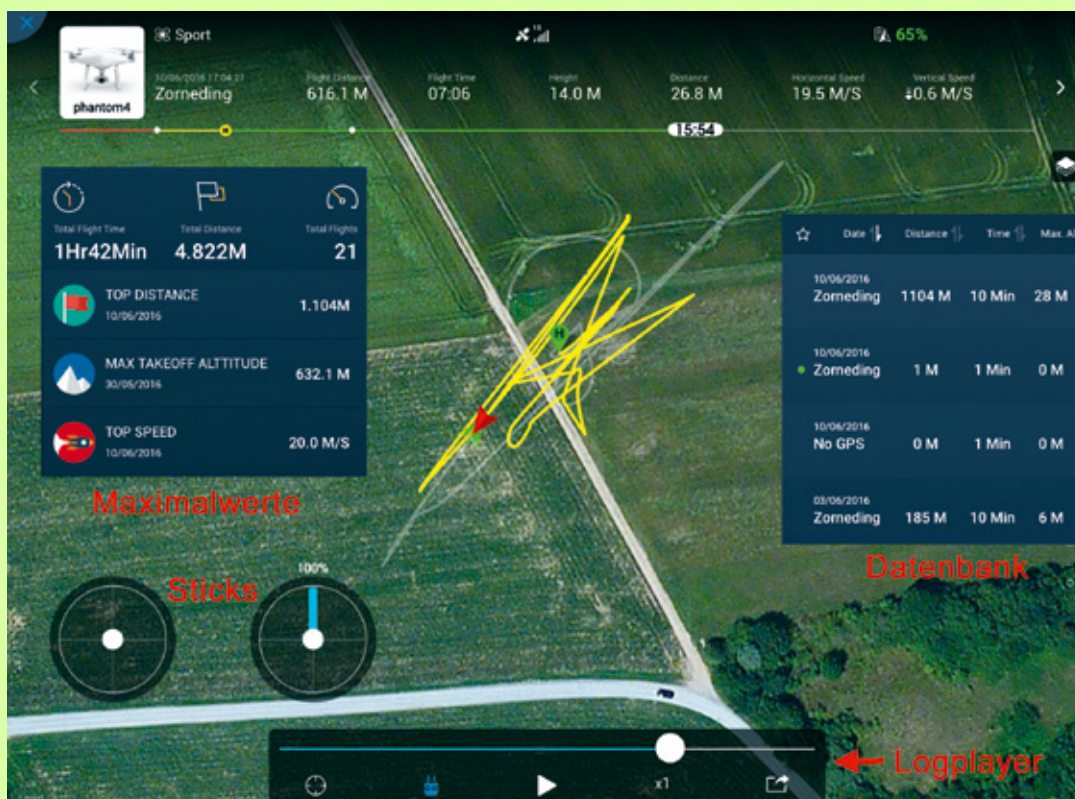 Sport
18
65%
10/06/2016 17:04:21
Flight Distance
Flight Time
Height
Distance
Horizontal Speed
Vertical Speed
phantom4
Zorneding
616.1 M
07:06
14.0 M
26.8 M
19.5 M/S
↓0.6 M/S
15:54
Total Flight Time
Total Distance
Total Flights
1Hr42Min
4.822M
21
TOP DISTANCE
10/06/2016
1.104M
MAX TAKEOFF ALTTITUDE
30/05/2016
632.1 M
TOP SPEED
10/06/2016
20.0 M/S
Maximalwerte
H
Date
Distance
Time
Max. Al
10/06/2016
Zorneding 1104 M 10 Min 28 M
10/06/2016
Zorneding 1 M 1 Min 0 M
10/06/2016
No GPS 0 M 1 Min 0 M
03/06/2016
Zorneding 185 M 10 Min 6 M
Datenbank
Sticks
100%
Logplayer
x1